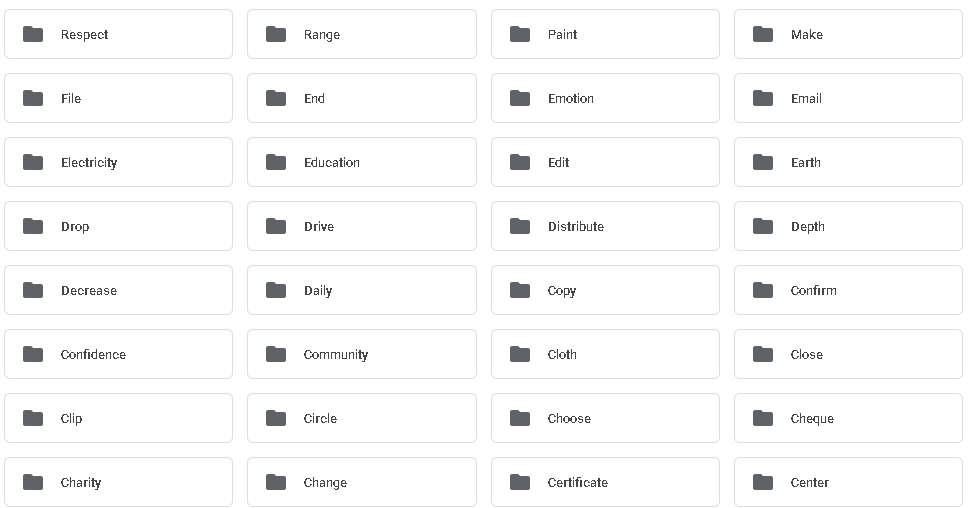 Respect Range Paint Make
File End Emotion Email
Electricity Education Edit Earth
Drop Drive Distribute Depth
Decrease Daily Copy Confirm
Confidence Community Cloth Close
Clip Circle Choose Cheque
Charity Change Certificate Center